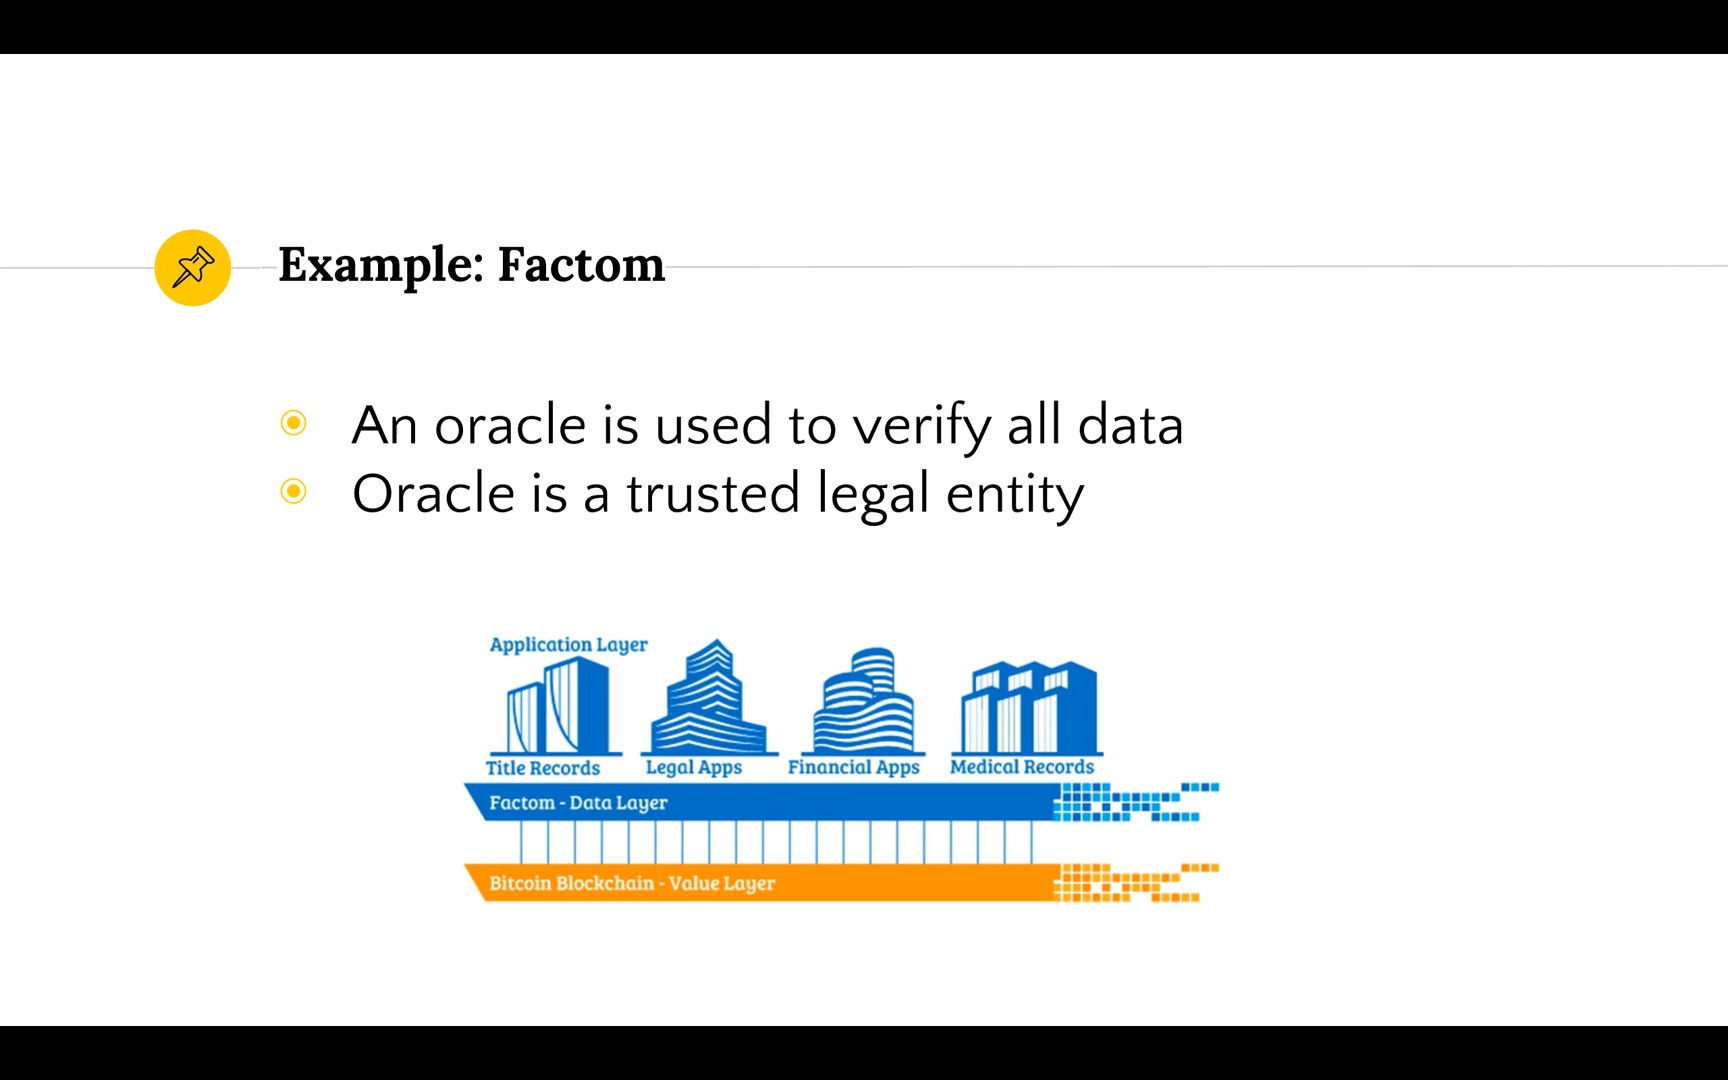 Example: Factom
An oracle is used to verify all data
Oracle is a trusted legal entity
Application Layer
Title Records
Legal Apps
Financial Apps
Medical Records
Factom - Data Layer
Bitcoin Blockchain - Value Layer